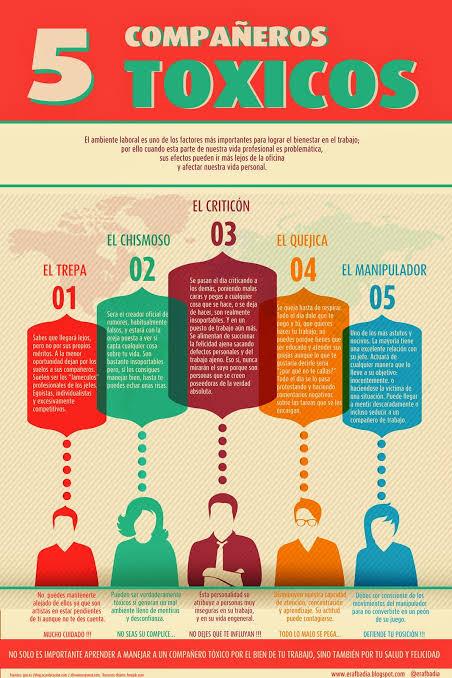 5
COMPAÑEROS
TOXICOS
El ambiente laboral es uno de los factores más importantes para lograr el bienestar en el trabajo;
por ello cuando esta parte de nuestra vida profesional es problemática,
sus efectos pueden ir más lejos de la oficina
y afectar nuestra vida personal.
EL TREPA
01
Sabes que llegará lejos,
pero no por sus propios
méritos. A la menor
oportunidad dejan por los
suelos a sus compañeros.
Suelen ser los "lameculos"
profesionales de los jefes.
Egoístas, individualistas
y excesivamente
competitivos.
EL CHISMOSO
02
Sera el creador oficial de
rumores, habitualmente
falsos, y estará con la
oreja puesta a ver si
capta cualquier cosa
sobre tu vida. Son
bastante insoportables
pero, si los consigues
manejar bien, hasta te
puedes echar unas risas.
EL CRITICÓN
03
Se pasan el día criticando a
los demás, poniendo malas
caras y pegas a cualquier
cosa que se hace, o se deja
de hacer, son realmente
insoportables. Y en un
puesto de trabajo aún más.
Se alimentan de succionar
la felicidad ajena sacando
defectos personales y del
trabajo ajeno. Eso sí, nunca
mirarán el suyo porque son
personas que se creen
poseedoras de la verdad
absoluta.
EL QUEJICA
04
Se queja hasta de respirar.
Todo el día dale que te
pego y tú, que quieres
hacer tu trabajo, no
puedes porque tienes que
per educado y atender sus
quejas aunque lo que te
gustaría decirle sería
¿por qué no te callas?"
Todo el día se lo pasa
protestando y haciendo
comentarios negativos
sobre las tareas que se les
encargan.
EL MANIPULADOR
05
Uno de los más astutos y
nocivos. La mayoría tiene
una excelente relación con
su jefe. Actuará de
cualquier manera que lo
lleve a su objetivo:
inocentemente, o
haciéndose la víctima de
una situación. Puede llegar
a mentir descaradamente o
incluso seducir a un
compañero de trabajo.
No puedes mantenerte
alejado de ellos ya que son
artistas en estar pendientes
de ti aunque no te des cuenta.
MUCHO CUIDADO !!!
Pueden ser verdaderamente
tóxicos si generan un mal
ambiente lleno de mentiras
y desconfianza.
NO SEAS SU COMPLICE...
Esta personalidad se
atribuye a personas muy
inseguras en su trabajo,
y en su vida engeneral.
NO DEJES QUE TE INFLUYAN !!!
Disminuyen nuestra capacidad
de atención, concentración
y aprendizaje. Su actitud
es contagiosa.
TODO LO MALO SE PEGA...
Debes ser consciente de los
movimientos del manipulador
para no convertirte en un peón
de su juego.
DETIENE TU POSICIÓN !!!
NO SOLO ES IMPORTANTE APRENDER A MANEJAR A UN COMPAÑERO TÓXICO POR EL BIEN DE TU TRABAJO, SINO TAMBIÉN POR TU SALUD Y FELICIDAD
www.erafbadia.blogspot.com @erafbadia